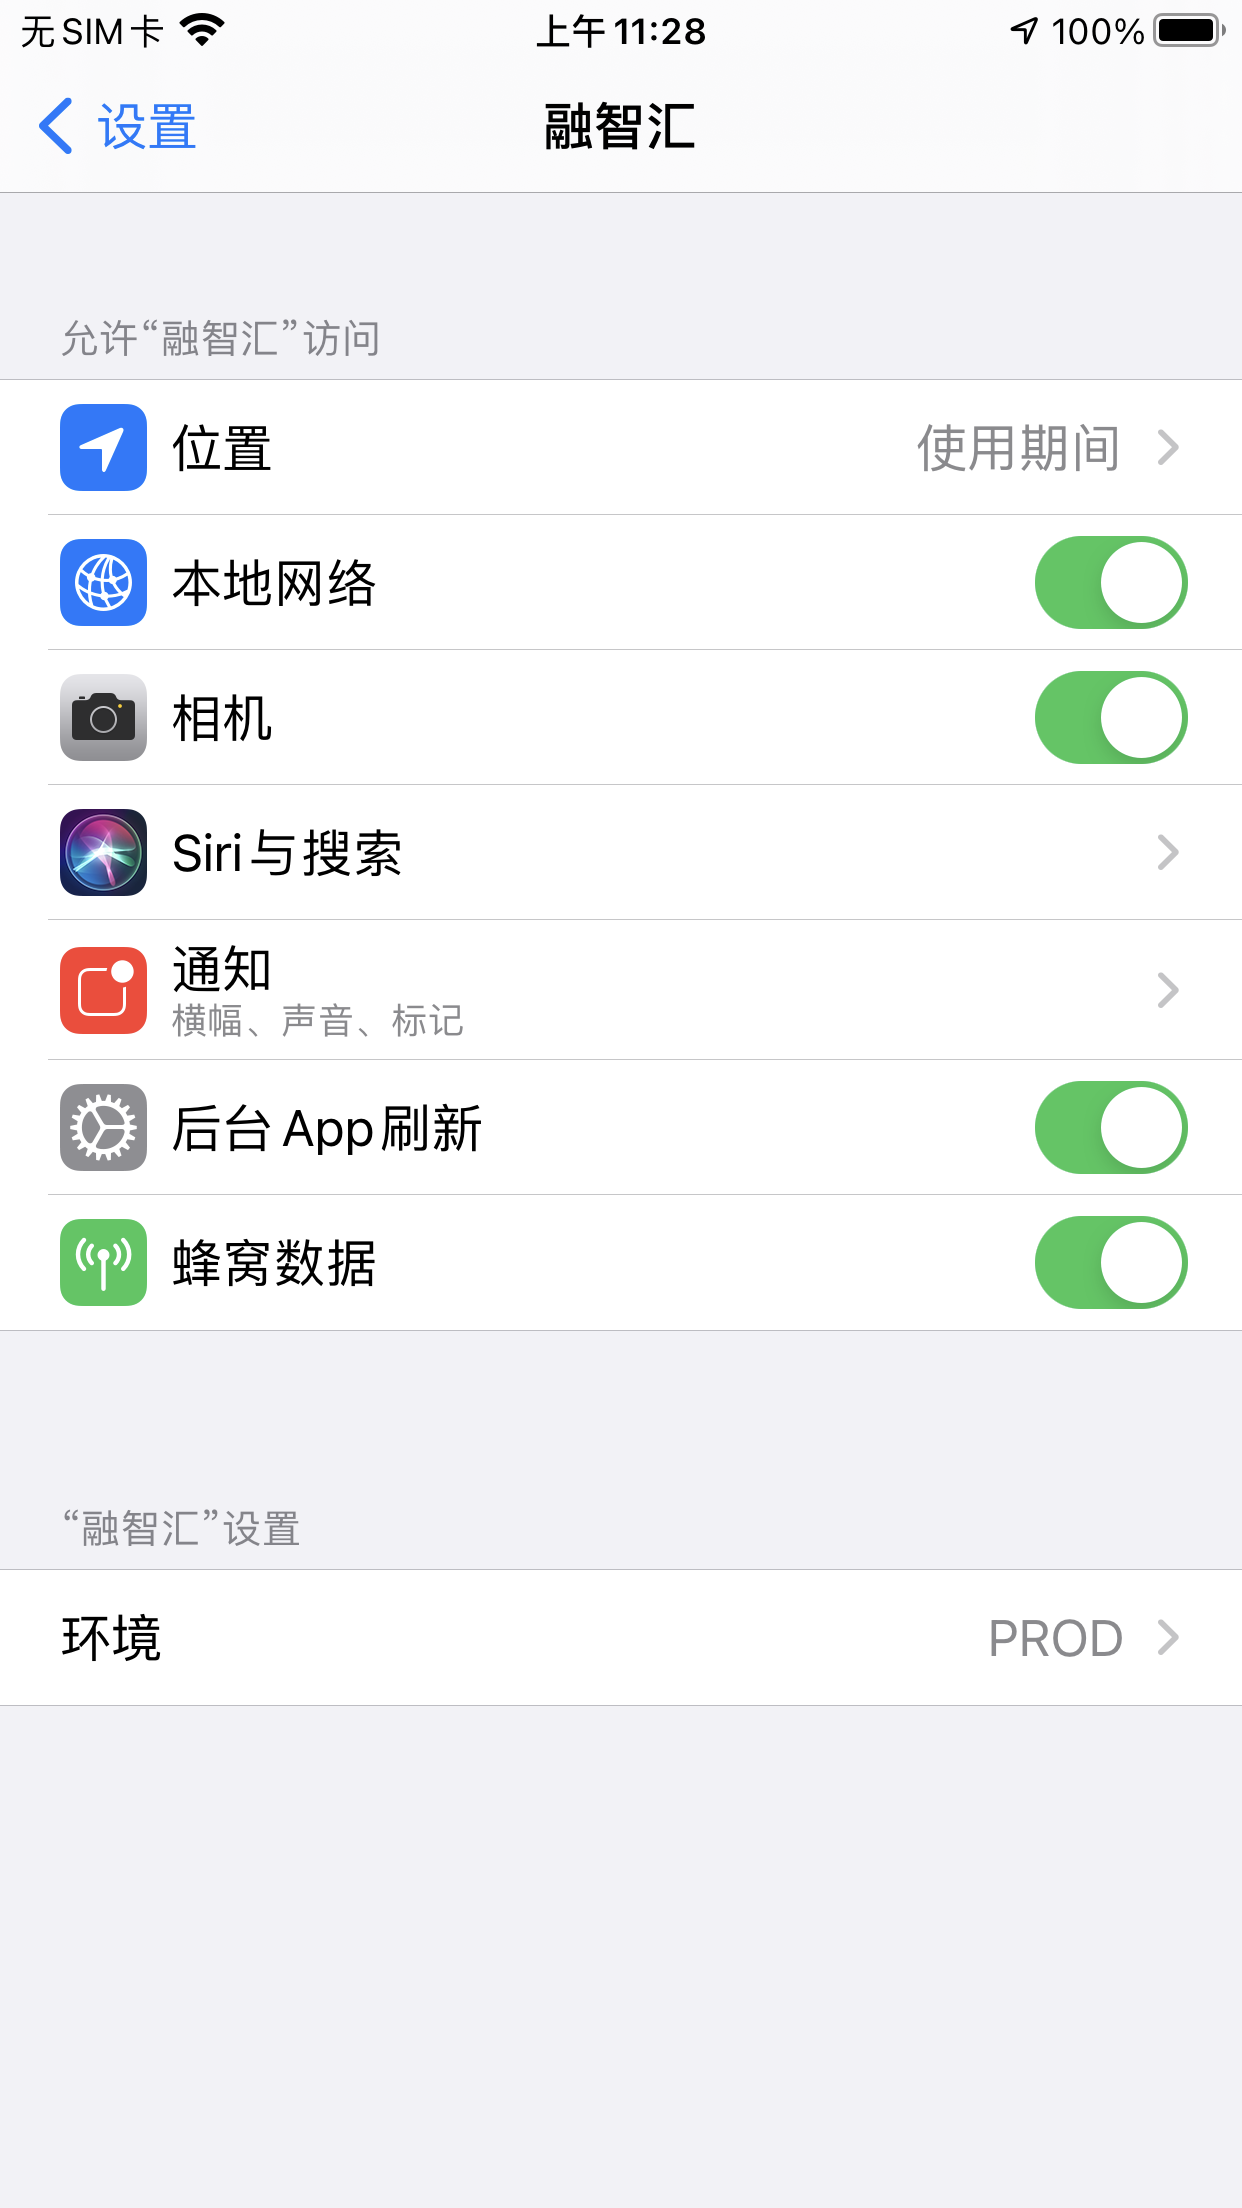 无SIM卡 上午11:28 100%
设置 融智汇
允许“融智汇”访问
位置 使用期间
本地网络
相机
Siri与搜索
通知
横幅、声音、标记
后台App刷新
蜂窝数据
“融智汇”设置
环境 PROD